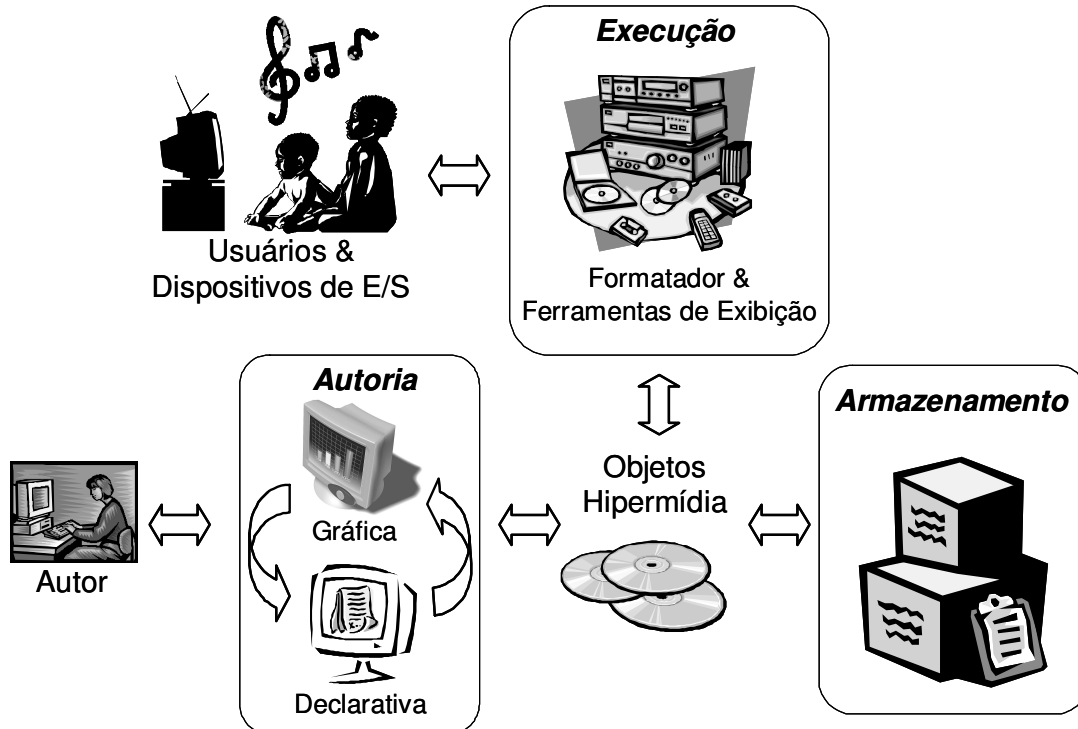 Execução
Formatador &
Ferramentas de Exibição
Usuários &
Dispositivos de E/S
Autoria
Gráfica
Declarativa
Autor
Objetos
Hipermídia
Armazenamento